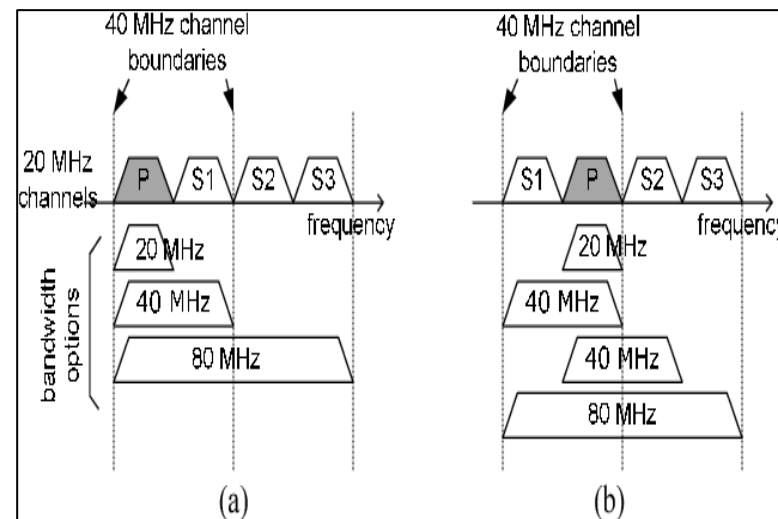 40 MHz channel
boundaries
20 MHz
channels
P
S1
S2
S3
frequency
bandwidth
options
20 MHz
40 MHz
80 MHz
(a)
40 MHz channel
boundaries
S1
P
S2
S3
frequency
20 MHz
40 MHz
40 MHz
80 MHz
(b)